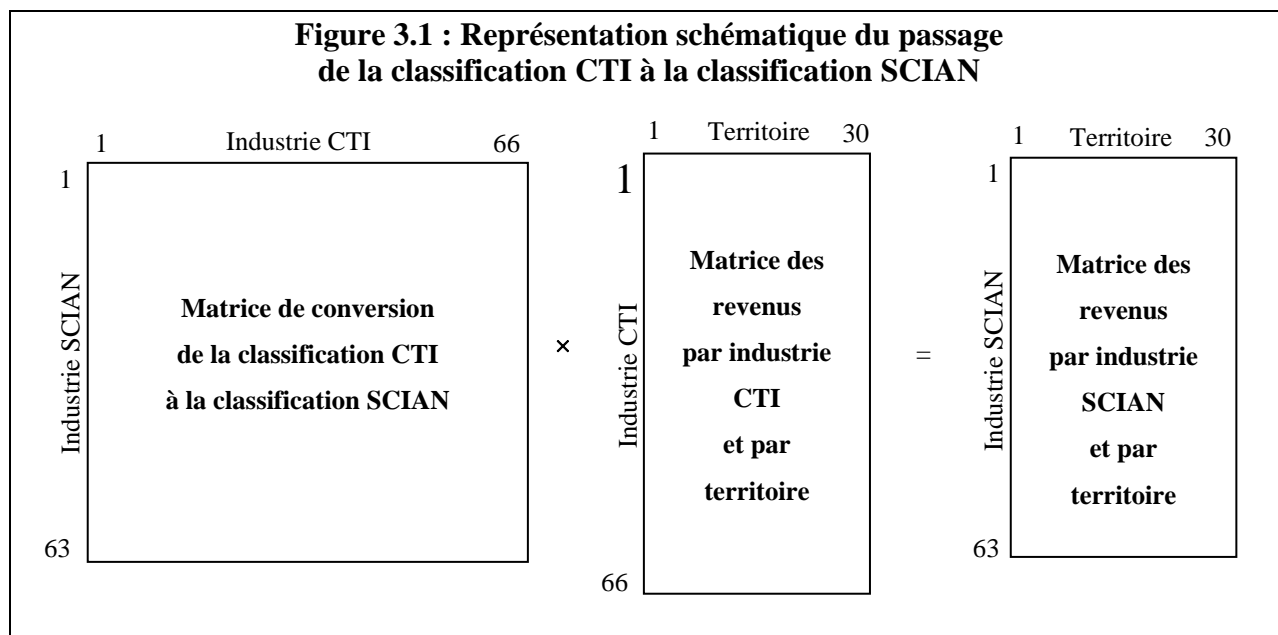 Figure 3.1 : Représentation schématique du passage
de la classification CTI à la classification SCIAN
1 Industrie CTI 66
1
Industrie SCIAN
63
Matrice de conversion
de la classification CTI
à la classification SCIAN
×
1 Territoire 30
1
Industrie CTI
66
Matrice des
revenus
par industrie
CTI
et par
territoire
=
1 Territoire 30
1
Industrie SCIAN
63
Matrice des
revenus
par industrie
SCIAN
et par
territoire